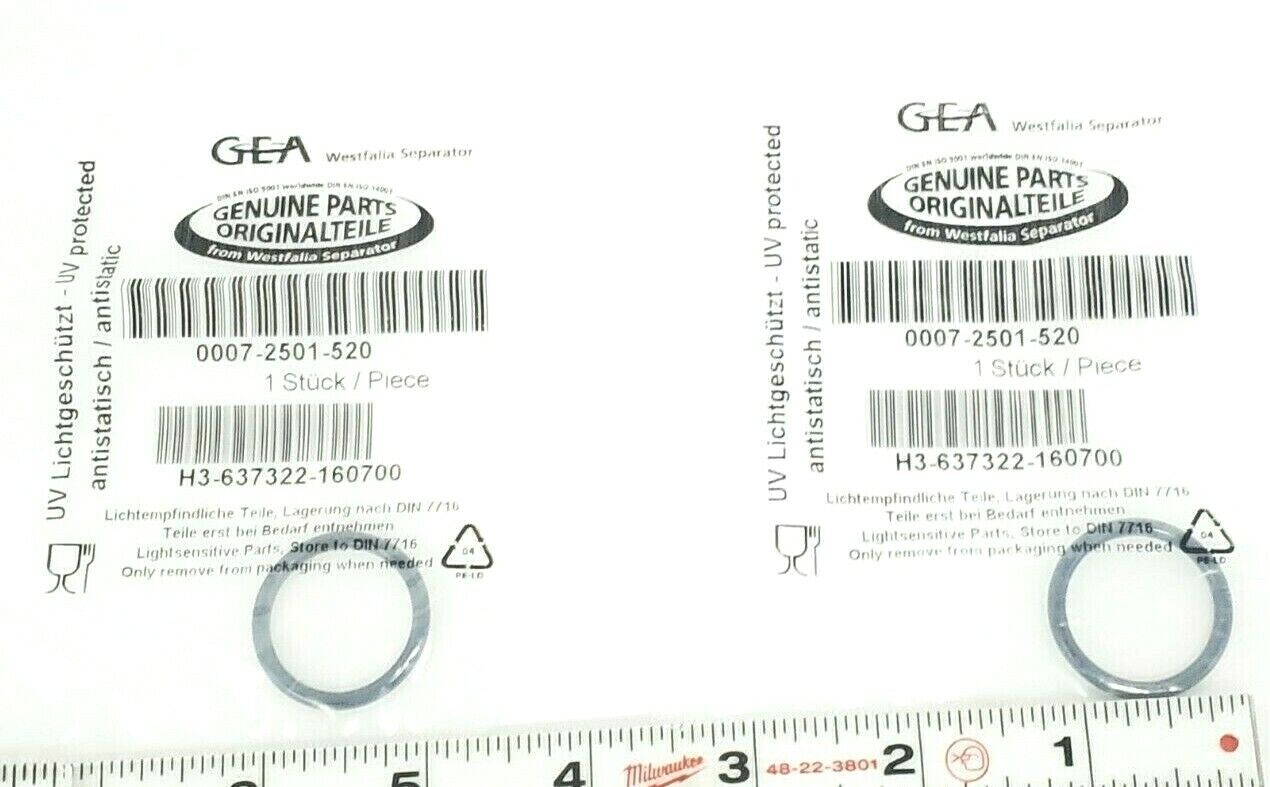 GEA Westfalia Separator
DIN EN ISO 9001 worldwide DIN EN ISO 14001
GENUINE PARTS
ORIGINALTEILE
from Westfalia Separator
UV Lichtgeschützt - UV protected
antistatisch / antistatic
0007-2501-520
1 Stück / Piece
H3-637322-160700
Lichtempfindliche Teile, Lagerung nach DIN 7716
Teile erst bei Bedarf entnehmen
Lightsensitive Parts, Store to DIN 7716
Only remove from packaging when needed
04
PE-LD
GEA Westfalia Separator
DIN EN ISO 9001 worldwide DIN EN ISO 14001
GENUINE PARTS
ORIGINALTEILE
from Westfalia Separator
UV Lichtgeschützt - UV protected
antistatisch / antistatic
0007-2501-520
1 Stück / Piece
H3-637322-160700
Lichtempfindliche Teile, Lagerung nach DIN 7716
Teile erst bei Bedarf entnehmen
Lightsensitive Parts, Store to DIN 7716
Only remove from packaging when needed
04
PE-LD
5 4 Milwaukee 3 48-22-3801 2 1